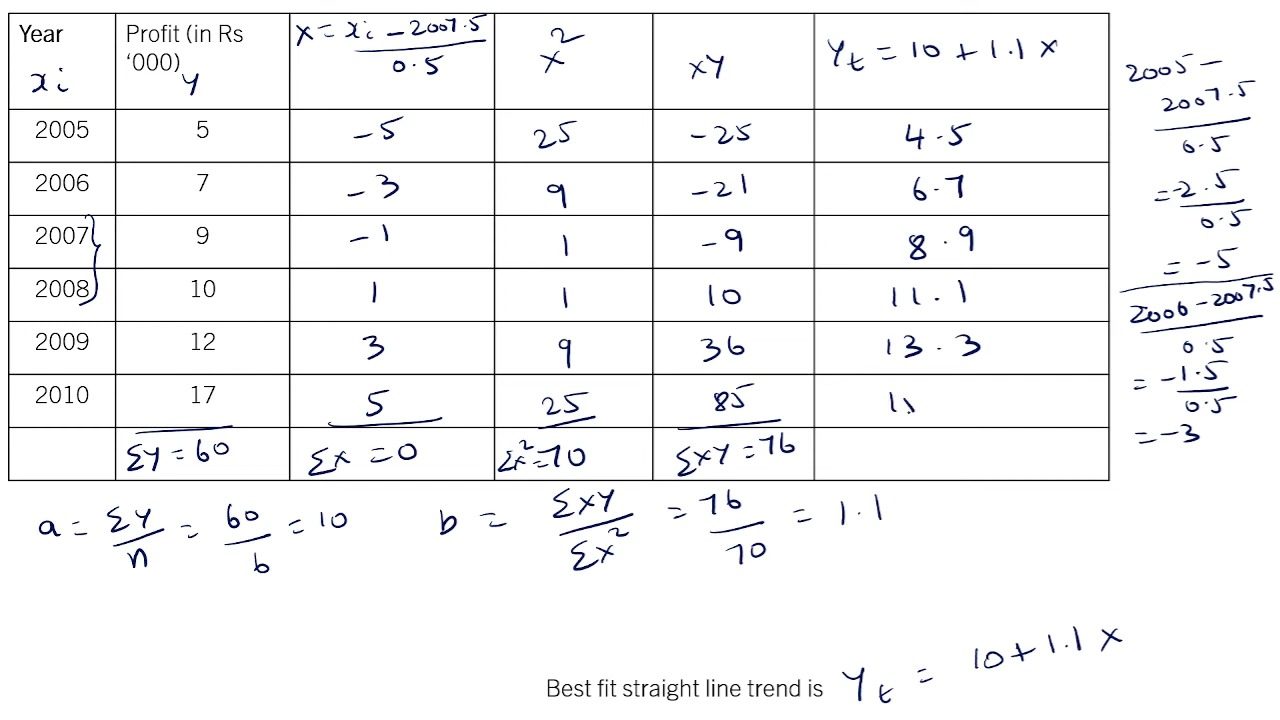 Year xi | Profit (in Rs '000) y | x = xi - 2007.5 / 0.5 | x² | xy | Yt = 10 + 1.1 x
2005 | 5 | -5 | 25 | -25 | 4.5
2006 | 7 | -3 | 9 | -21 | 6.7
2007 | 9 | -1 | 1 | -9 | 8.9
2008 | 10 | 1 | 1 | 10 | 11.1
2009 | 12 | 3 | 9 | 36 | 13.3
2010 | 17 | 5 | 25 | 85
Σy = 60 | Σx = 0 | Σx² = 70 | Σxy = 76
2005 -
2007.5
0.5
= -2.5
0.5
= -5
2006 - 2007.5
0.5
= -1.5
0.5
= -3
a = Σy / n = 60 / 6 = 10 b = Σxy / Σx² = 76 / 70 = 1.1
Best fit straight line trend is Yt = 10 + 1.1 x